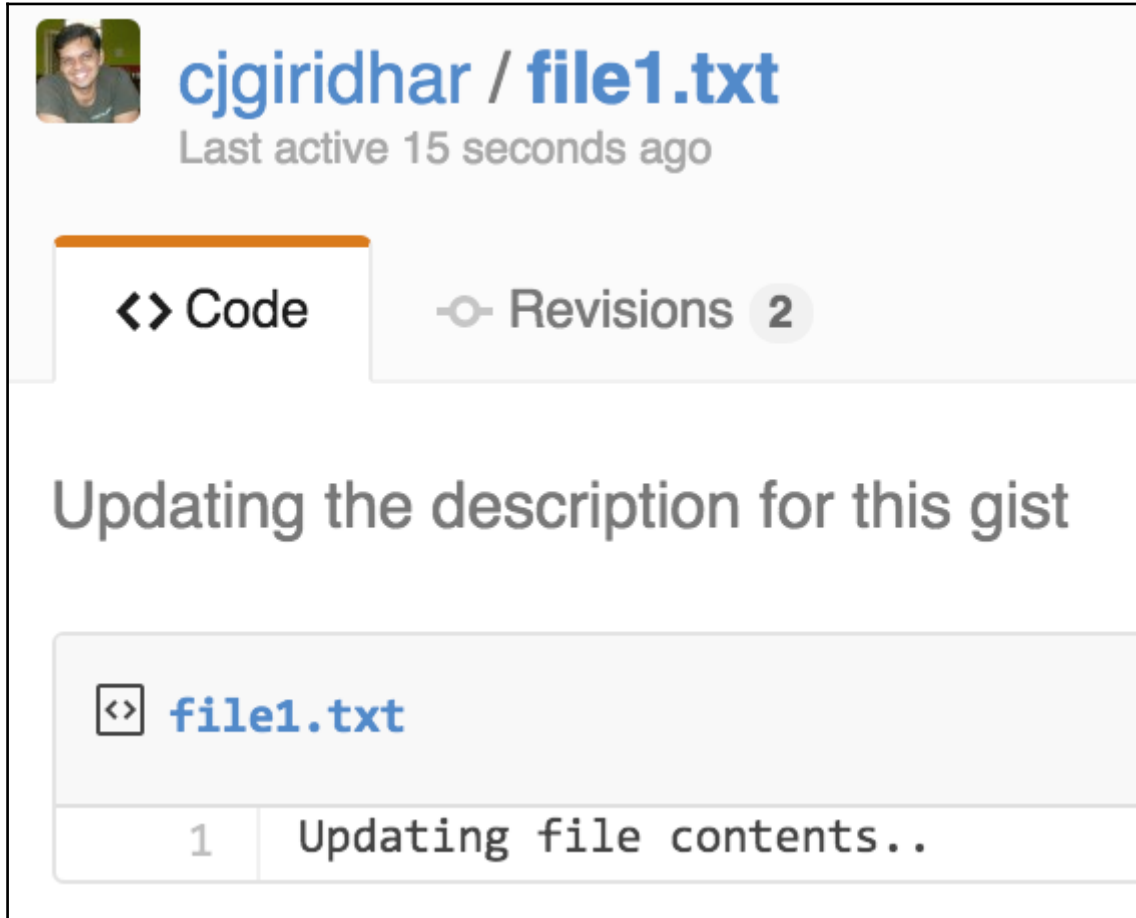 cjgiridhar / file1.txt
Last active 15 seconds ago
<> Code Revisions 2
Updating the description for this gist
file1.txt
1 Updating file contents..